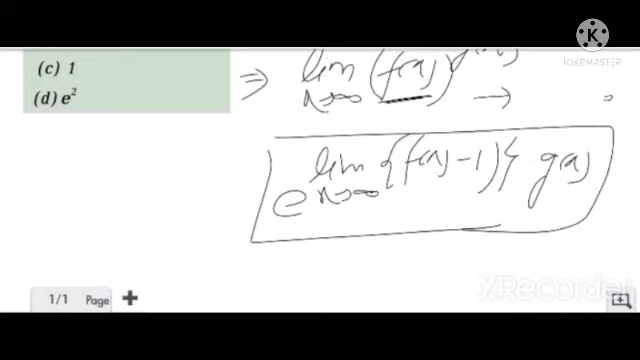 K
KINEMASTER
(c) 1
(d) e²
⇒ lim (f(x))
x→∞ →
e lim {f(x) -1} g(x)
x→∞
XRecorder
1/1 Page +